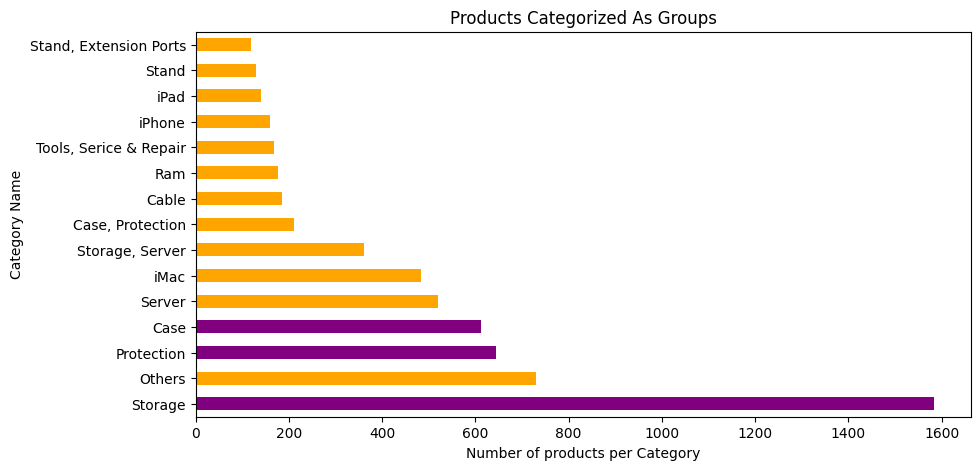 Products Categorized As Groups
Category Name
Stand, Extension Ports
Stand
iPad
iPhone
Tools, Serice & Repair
Ram
Cable
Case, Protection
Storage, Server
iMac
Server
Case
Protection
Others
Storage
0 200 400 600 800 1000 1200 1400 1600
Number of products per Category